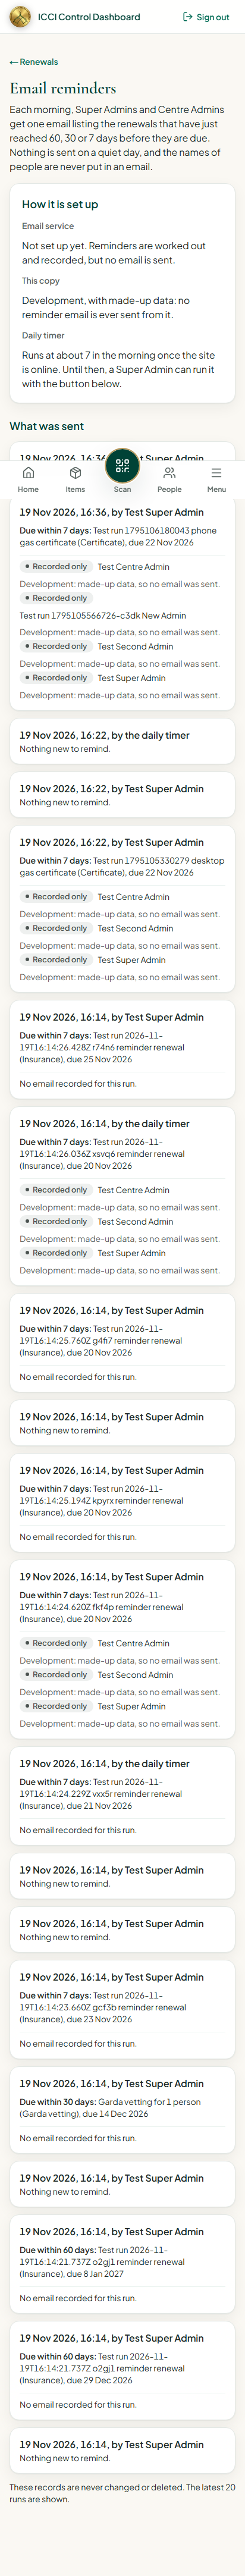 ICCI Control Dashboard
Sign out
← Renewals
Email reminders
Each morning, Super Admins and Centre Admins
get one email listing the renewals that have just
reached 60, 30 or 7 days before they are due.
Nothing is sent on a quiet day, and the names of
people are never put in an email.
How it is set up
Email service
Not set up yet. Reminders are worked out
and recorded, but no email is sent.
This copy
Development, with made-up data: no
reminder email is ever sent from it.
Daily timer
Runs at about 7 in the morning once the site
is online. Until then, a Super Admin can run it
with the button below.
What was sent
Home
Items
Scan
People
Menu
19 Nov 2026, 16:36, by Test Super Admin
Due within 7 days: Test run 1795106180043 phone
gas certificate (Certificate), due 22 Nov 2026
Recorded only Test Centre Admin
Development: made-up data, so no email was sent.
Recorded only
Test run 1795105566726-c3dk New Admin
Development: made-up data, so no email was sent.
Recorded only Test Second Admin
Development: made-up data, so no email was sent.
Recorded only Test Super Admin
Development: made-up data, so no email was sent.
19 Nov 2026, 16:22, by the daily timer
Nothing new to remind.
19 Nov 2026, 16:22, by Test Super Admin
Nothing new to remind.
19 Nov 2026, 16:22, by Test Super Admin
Due within 7 days: Test run 1795105330279 desktop
gas certificate (Certificate), due 22 Nov 2026
Recorded only Test Centre Admin
Development: made-up data, so no email was sent.
Recorded only Test Second Admin
Development: made-up data, so no email was sent.
Recorded only Test Super Admin
Development: made-up data, so no email was sent.
19 Nov 2026, 16:14, by Test Super Admin
Due within 7 days: Test run 2026-11-
19T16:14:26.428Z r74n6 reminder renewal
(Insurance), due 25 Nov 2026
No email recorded for this run.
19 Nov 2026, 16:14, by the daily timer
Due within 7 days: Test run 2026-11-
19T16:14:26.036Z xsvq6 reminder renewal
(Insurance), due 20 Nov 2026
Recorded only Test Centre Admin
Development: made-up data, so no email was sent.
Recorded only Test Second Admin
Development: made-up data, so no email was sent.
Recorded only Test Super Admin
Development: made-up data, so no email was sent.
19 Nov 2026, 16:14, by Test Super Admin
Due within 7 days: Test run 2026-11-
19T16:14:25.760Z g4fi7 reminder renewal
(Insurance), due 20 Nov 2026
No email recorded for this run.
19 Nov 2026, 16:14, by Test Super Admin
Nothing new to remind.
19 Nov 2026, 16:14, by Test Super Admin
Due within 7 days: Test run 2026-11-
19T16:14:25.194Z kpyrx reminder renewal
(Insurance), due 20 Nov 2026
No email recorded for this run.
19 Nov 2026, 16:14, by Test Super Admin
Due within 7 days: Test run 2026-11-
19T16:14:24.620Z fkf4p reminder renewal
(Insurance), due 20 Nov 2026
Recorded only Test Centre Admin
Development: made-up data, so no email was sent.
Recorded only Test Second Admin
Development: made-up data, so no email was sent.
Recorded only Test Super Admin
Development: made-up data, so no email was sent.
19 Nov 2026, 16:14, by the daily timer
Due within 7 days: Test run 2026-11-
19T16:14:24.229Z vxx5r reminder renewal
(Insurance), due 21 Nov 2026
No email recorded for this run.
19 Nov 2026, 16:14, by Test Super Admin
Nothing new to remind.
19 Nov 2026, 16:14, by Test Super Admin
Nothing new to remind.
19 Nov 2026, 16:14, by Test Super Admin
Due within 7 days: Test run 2026-11-
19T16:14:23.660Z gcf3b reminder renewal
(Insurance), due 23 Nov 2026
No email recorded for this run.
19 Nov 2026, 16:14, by Test Super Admin
Due within 30 days: Garda vetting for 1 person
(Garda vetting), due 14 Dec 2026
No email recorded for this run.
19 Nov 2026, 16:14, by Test Super Admin
Nothing new to remind.
19 Nov 2026, 16:14, by Test Super Admin
Due within 60 days: Test run 2026-11-
19T16:14:21.737Z o2gj1 reminder renewal
(Insurance), due 8 Jan 2027
No email recorded for this run.
19 Nov 2026, 16:14, by Test Super Admin
Due within 60 days: Test run 2026-11-
19T16:14:21.737Z o2gj1 reminder renewal
(Insurance), due 29 Dec 2026
No email recorded for this run.
19 Nov 2026, 16:14, by Test Super Admin
Nothing new to remind.
These records are never changed or deleted. The latest 20
runs are shown.